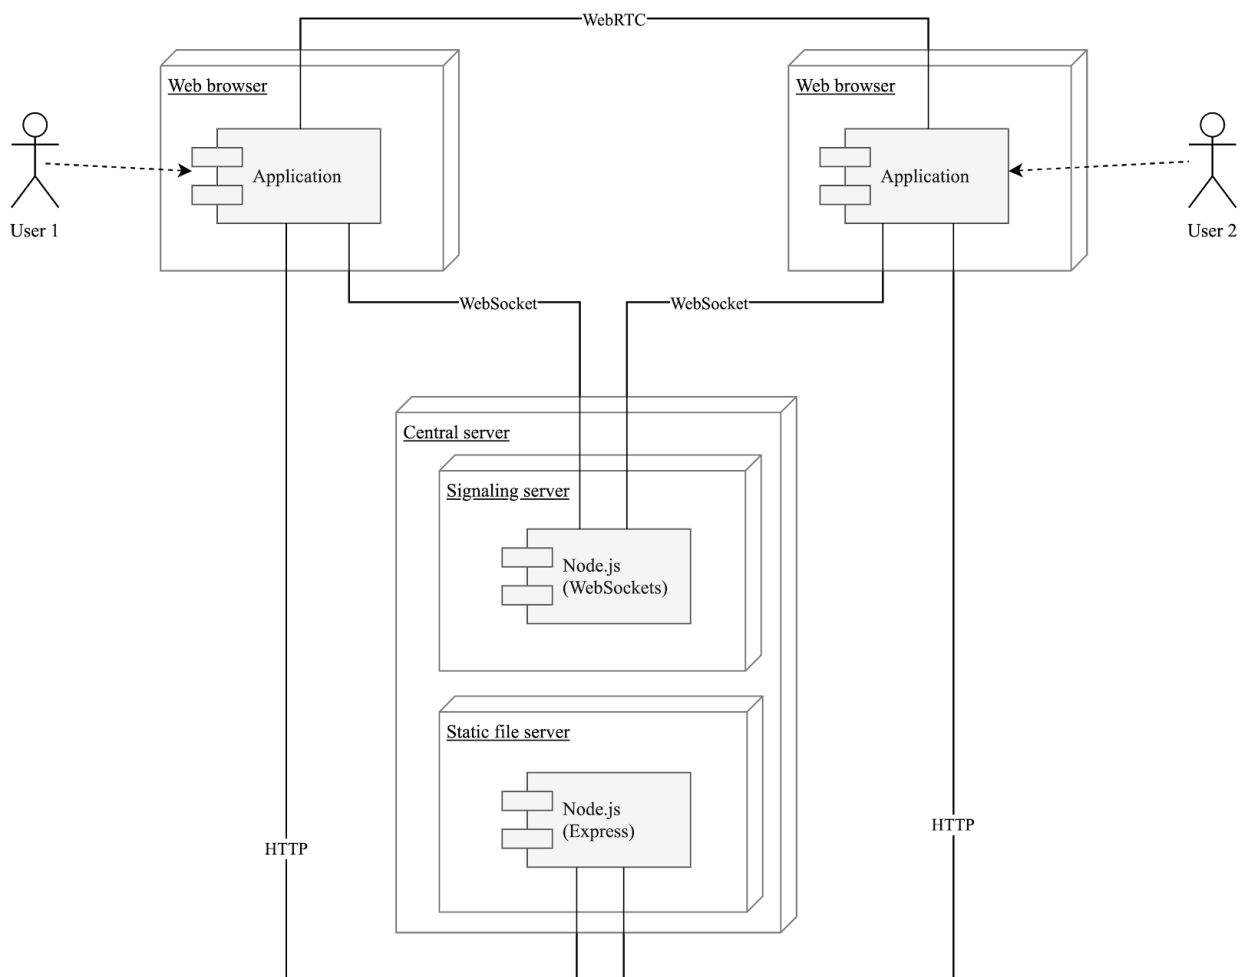 WebRTC
Web browser
Web browser
Application
Application
User 1
User 2
WebSocket
WebSocket
Central server
Signaling server
Node.js
(WebSockets)
Static file server
Node.js
(Express)
HTTP
HTTP